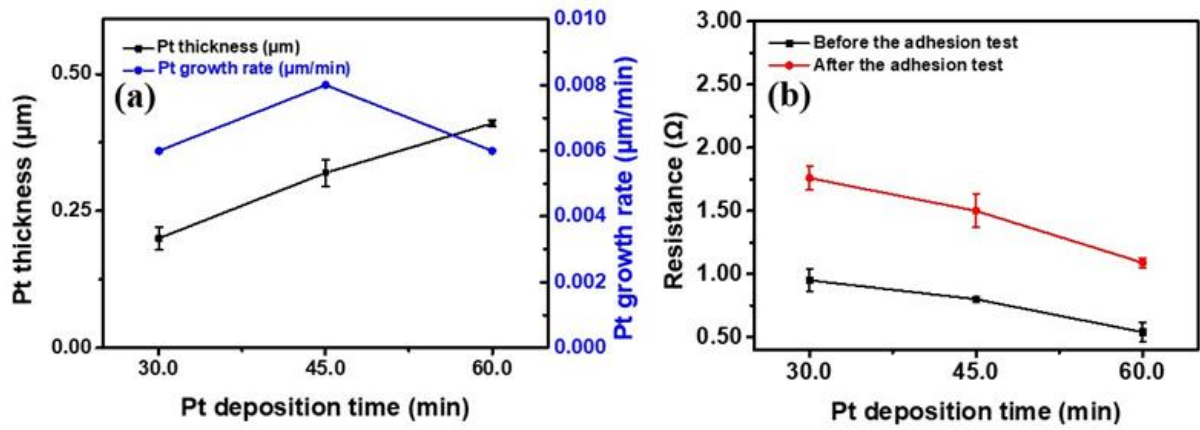 Pt thickness (µm)
Pt growth rate (µm/min)
(a)
0.50
0.25
0.00
Pt thickness (µm)
30.0
45.0
60.0
Pt deposition time (min)
0.010
0.008
0.006
0.004
0.002
0.000
Pt growth rate (µm/min)
Before the adhesion test
After the adhesion test
(b)
3.00
2.50
2.00
1.50
1.00
0.50
Resistance (Ω)
30.0
45.0
60.0
Pt deposition time (min)